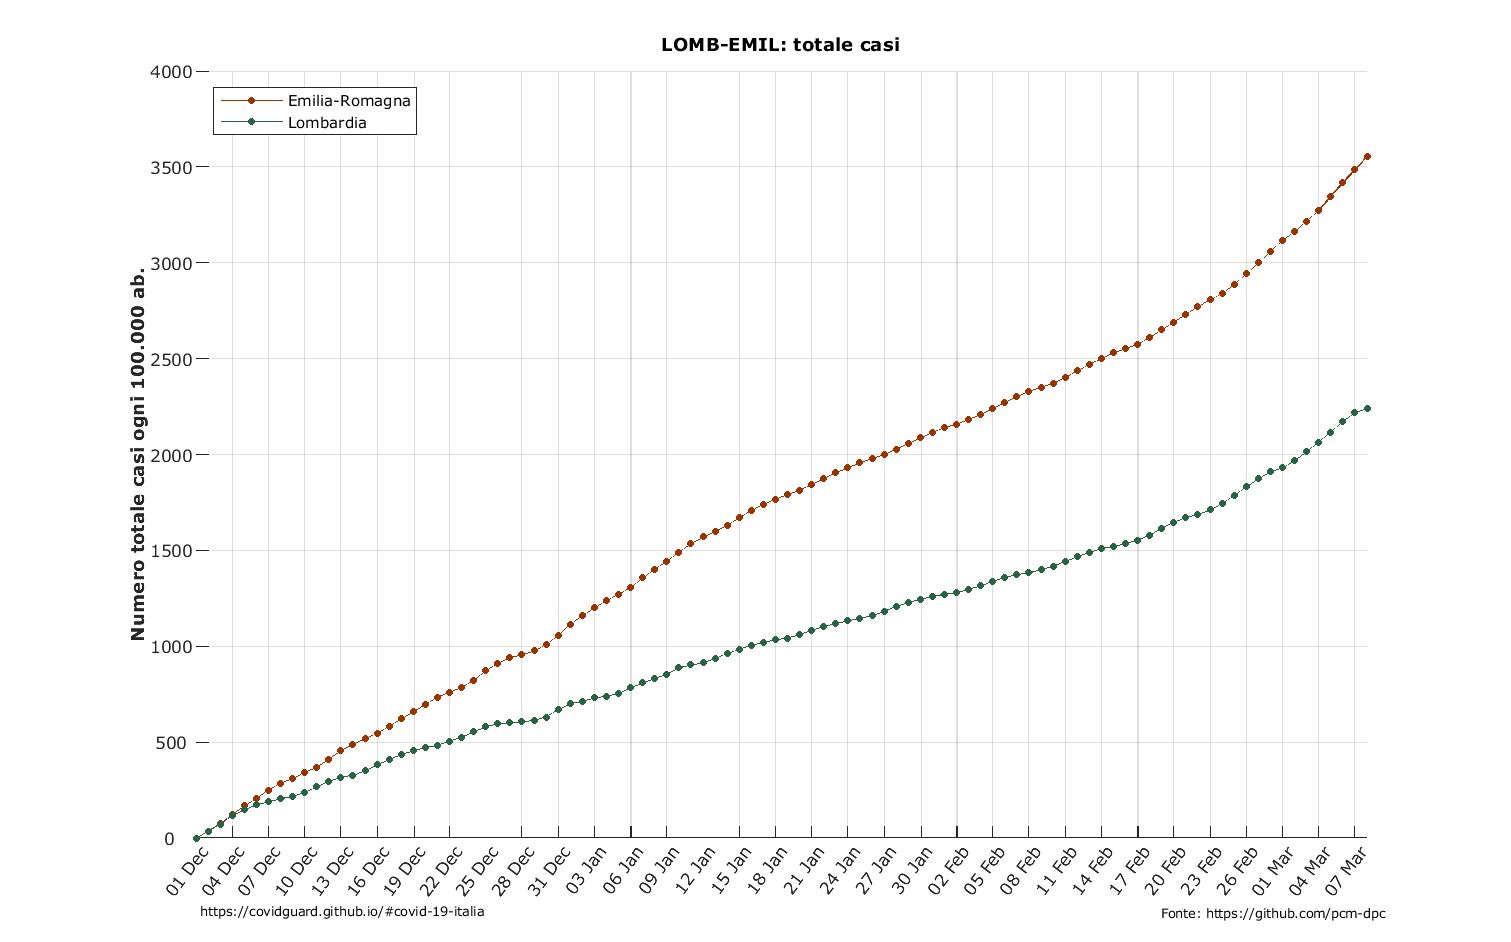 LOMB-EMIL: totale casi
4000
3500
3000
2500
2000
1500
1000
500
0
Numero totale casi ogni 100.000 ab.
Emilia-Romagna
Lombardia
01 Dec
04 Dec
07 Dec
10 Dec
13 Dec
16 Dec
19 Dec
22 Dec
25 Dec
28 Dec
31 Dec
03 Jan
06 Jan
09 Jan
12 Jan
15 Jan
18 Jan
21 Jan
24 Jan
27 Jan
30 Jan
02 Feb
05 Feb
08 Feb
11 Feb
14 Feb
17 Feb
20 Feb
23 Feb
26 Feb
01 Mar
04 Mar
07 Mar
https://covidguard.github.io/#covid-19-italia
Fonte: https://github.com/pcm-dpc